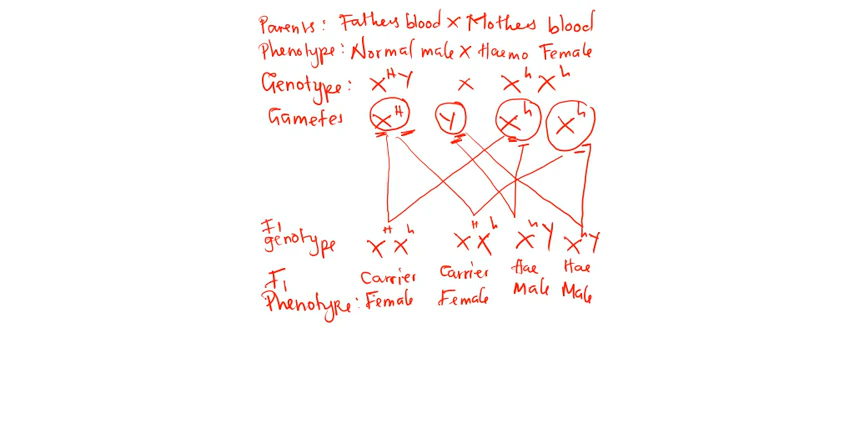 Parents: Fathers blood x Mothers blood
Phenotype: Normal male x Haemo Female
Genotype: X^H Y x X^h X^h
Gametes X^H Y X^h X^h
F1 genotype X^H X^h X^H X^h X^h Y X^h Y
F1 Carrier Carrier Hae Hae
Phenotype: Female Female Male Male